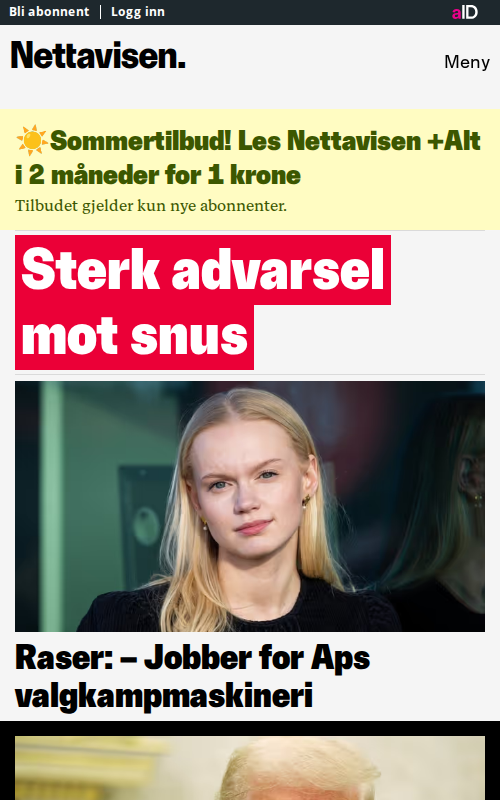 Bli abonnent | Logg inn
aID
Nettavisen.
Meny
☀️Sommertilbud! Les Nettavisen +Alt
i 2 måneder for 1 krone
Tilbudet gjelder kun nye abonnenter.
Sterk advarsel
mot snus
Raser: – Jobber for Aps
valgkampmaskineri